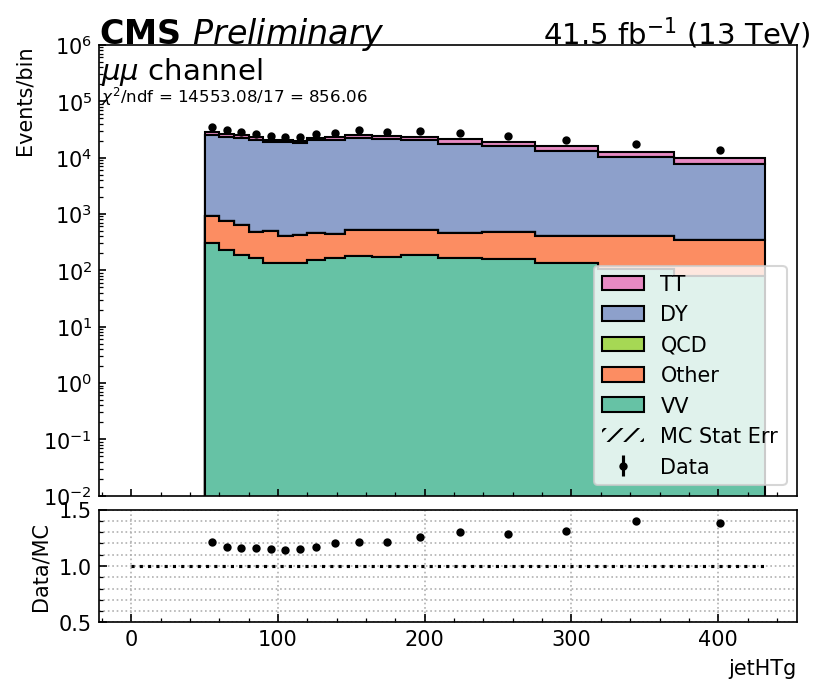 CMS Preliminary 41.5 fb⁻¹ (13 TeV)
μμ channel
χ²/ndf = 14553.08/17 = 856.06
Events/bin
10⁶
10⁵
10⁴
10³
10²
10¹
10⁰
10⁻¹
10⁻²
TT
DY
QCD
Other
VV
MC Stat Err
Data
Data/MC
1.5
1.0
0.5
0 100 200 300 400
jetHTg